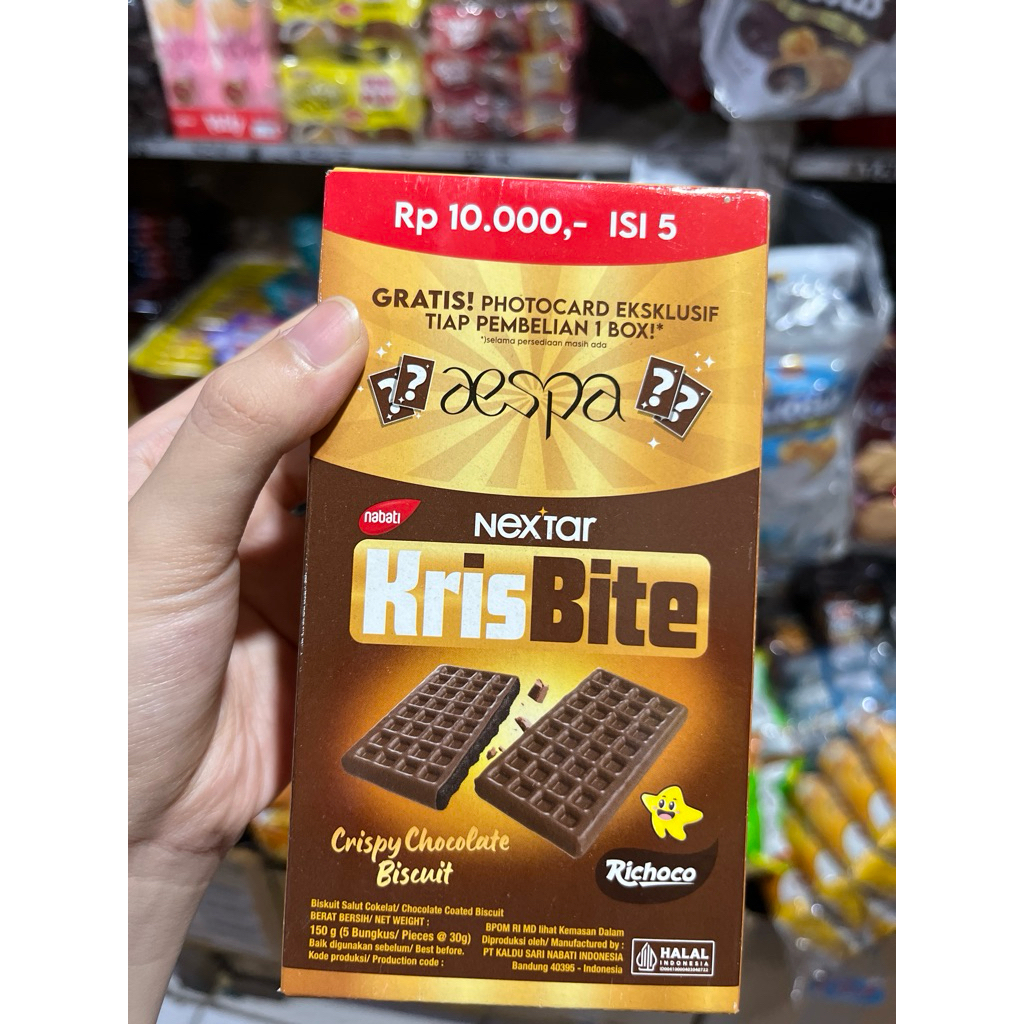 Rp 10.000,- ISI 5
GRATIS! PHOTOCARD EKSKLUSIF
TIAP PEMBELIAN 1 BOX!*
*)selama persediaan masih ada
? ? aespa ? ?
nabati
NEXTAR
KrisBite
Crispy Chocolate
Biscuit
Richoco
Biskuit Salut Cokelat/ Chocolate Coated Biscuit
BERAT BERSIH/ NET WEIGHT :
150 g (5 Bungkus/ Pieces @ 30g)
Baik digunakan sebelum/ Best before.
Kode produksi/ Production code :
BPOM RI MD lihat Kemasan Dalam
Diproduksi oleh/ Manufactured by :
PT KALDU SARI NABATI INDONESIA
Bandung 40395 - Indonesia
HALAL
INDONESIA